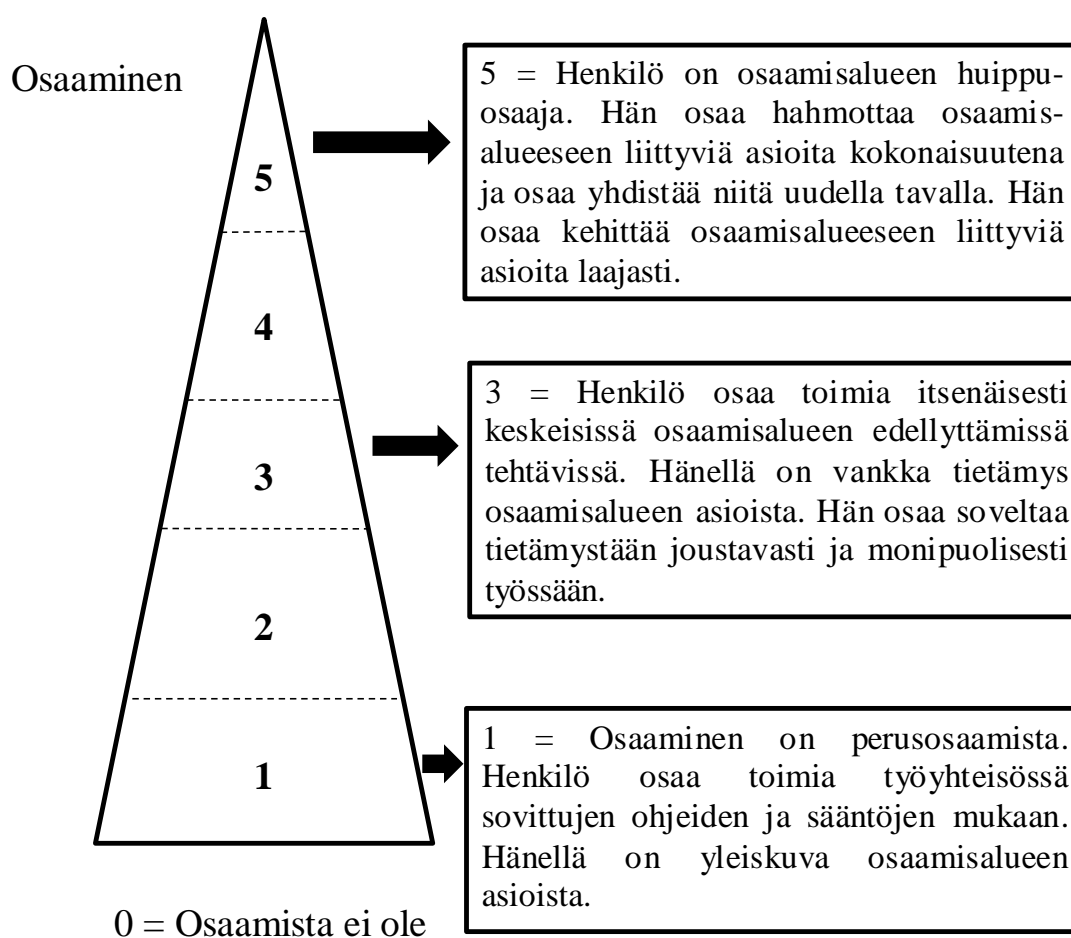 Osaaminen
5 = Henkilö on osaamisalueen huippu-
osaaja. Hän osaa hahmottaa osaamis-
alueeseen liittyviä asioita kokonaisuutena
ja osaa yhdistää niitä uudella tavalla. Hän
osaa kehittää osaamisalueeseen liittyviä
asioita laajasti.
5
4
3 = Henkilö osaa toimia itsenäisesti
keskeisissä osaamisalueen edellyttämissä
tehtävissä. Hänellä on vankka tietämys
osaamisalueen asioista. Hän osaa soveltaa
tietämystään joustavasti ja monipuolisesti
työssään.
3
2
1 = Osaaminen on perusosaamista.
Henkilö osaa toimia työyhteisössä
sovittujen ohjeiden ja sääntöjen mukaan.
Hänellä on yleiskuva osaamisalueen
asioista.
1
0 = Osaamista ei ole